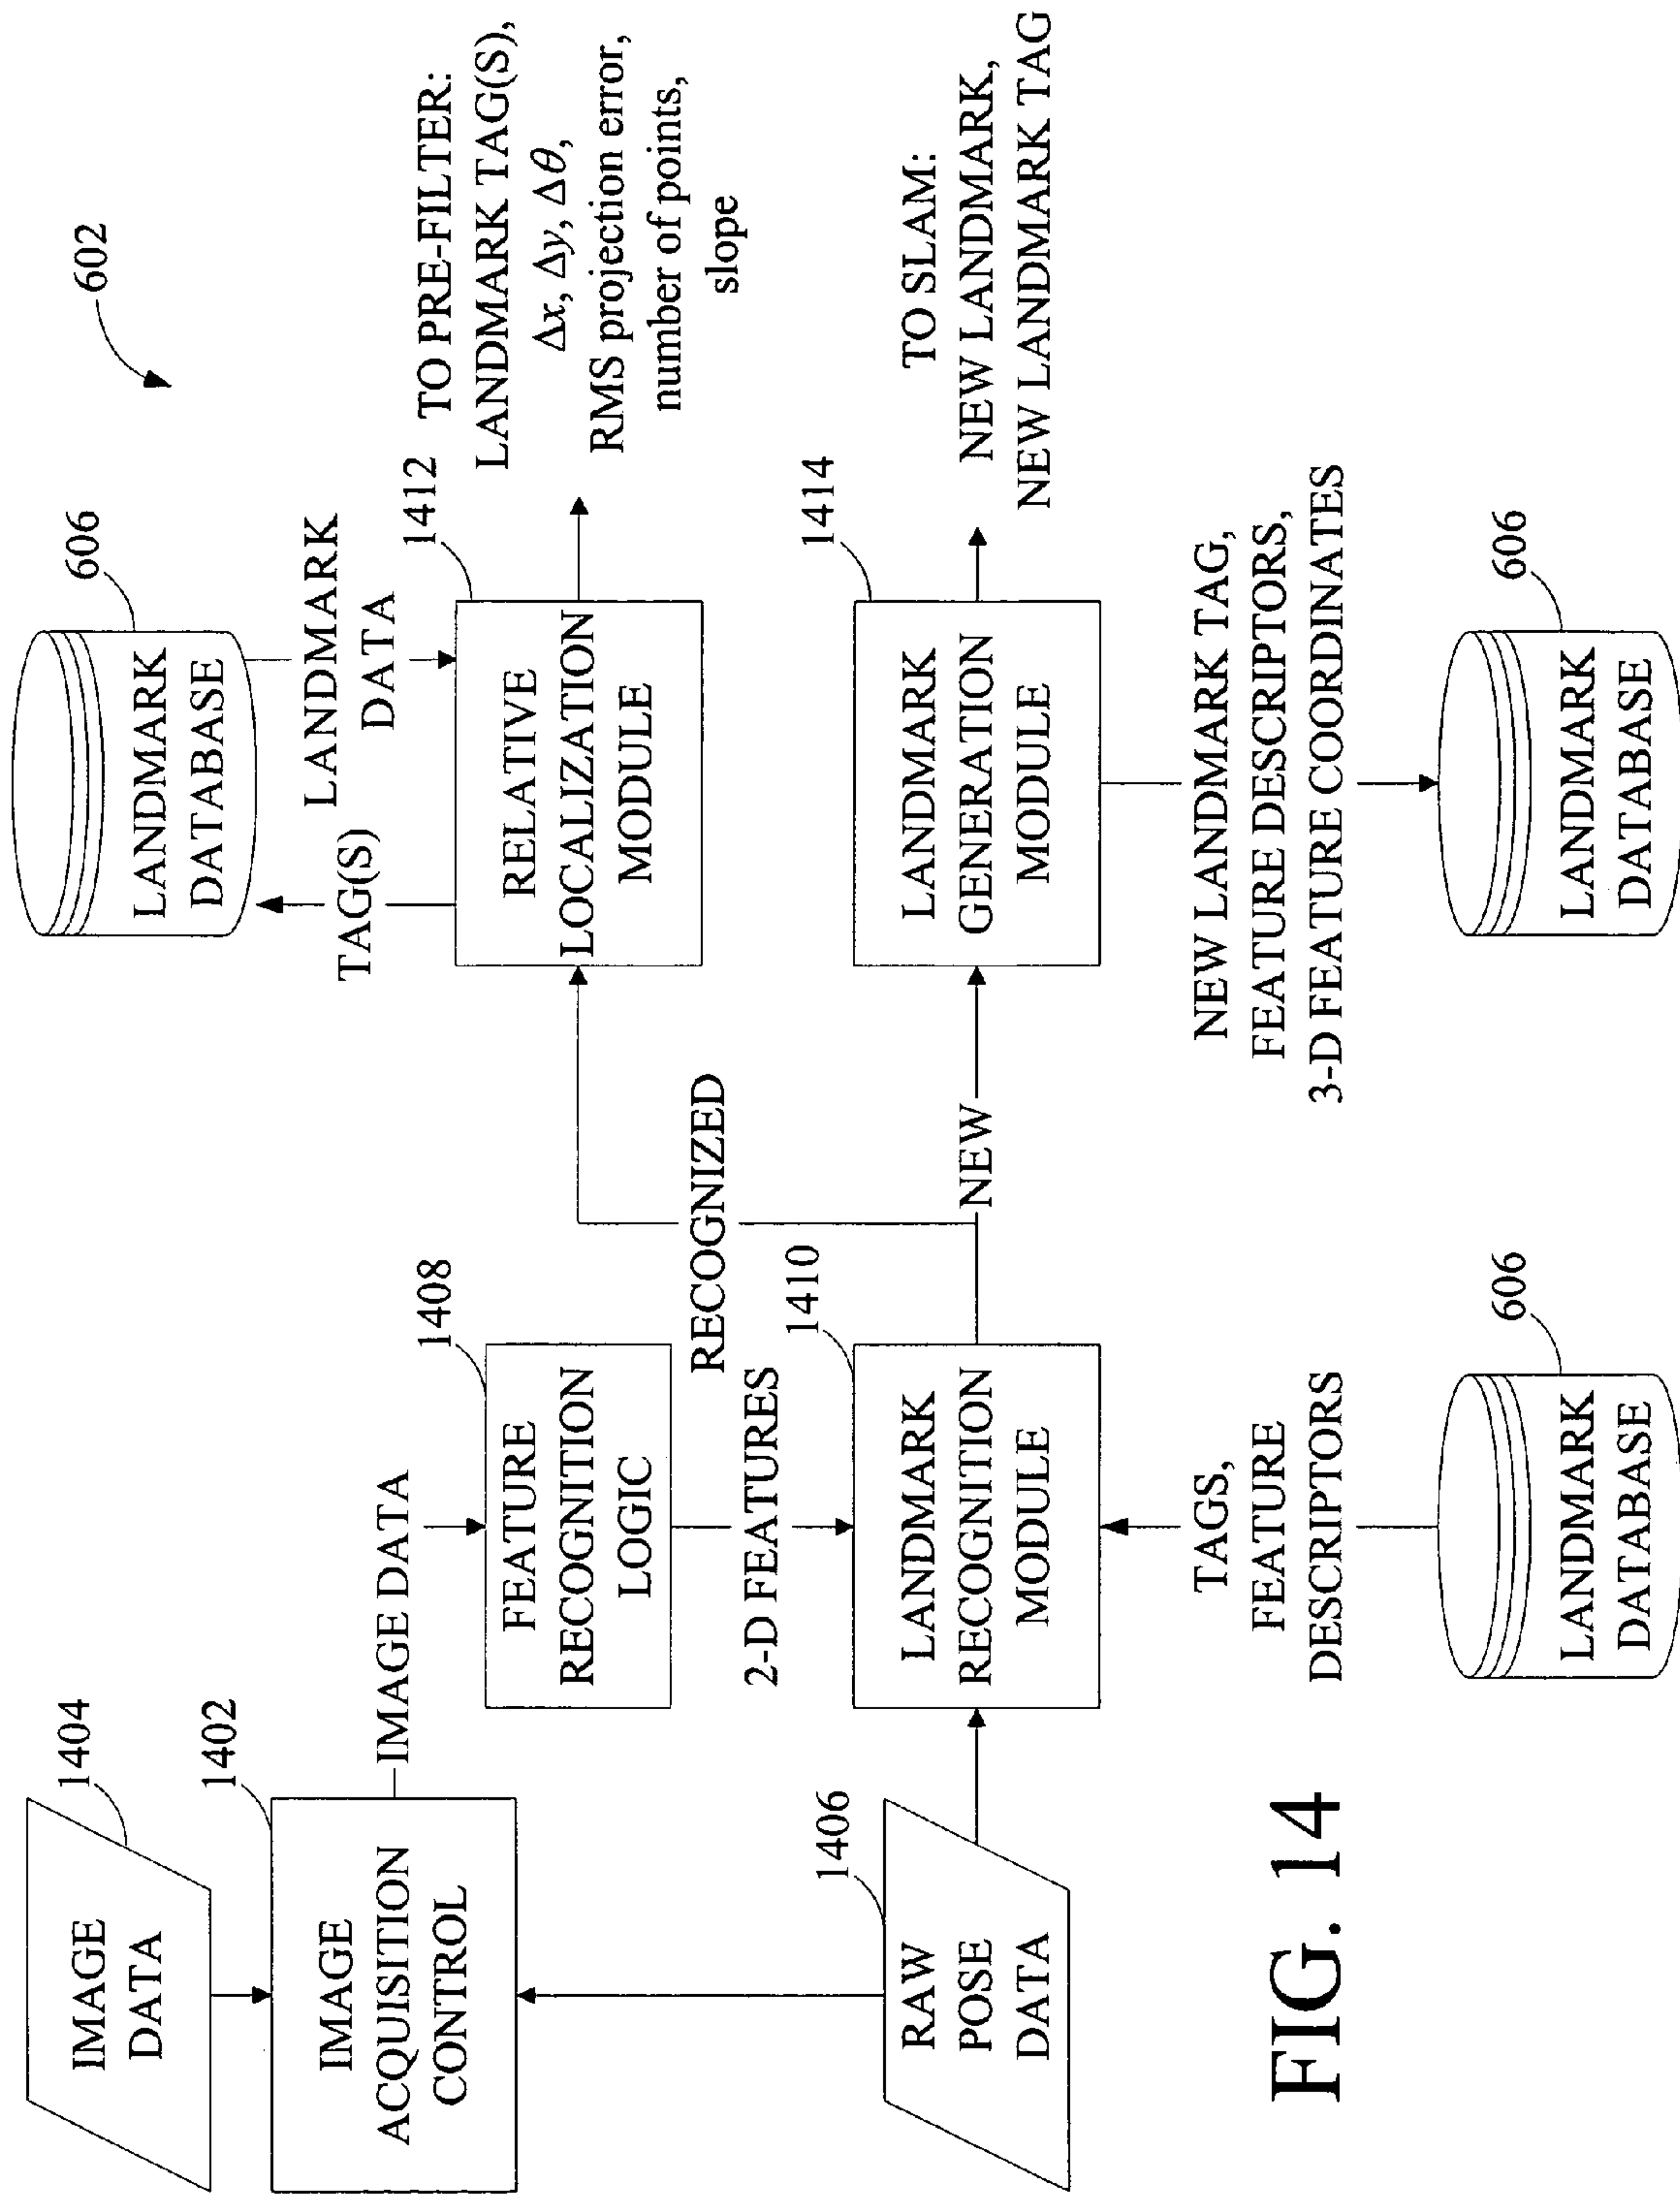 602
1404
IMAGE
DATA
1402
IMAGE
ACQUISITION
CONTROL
IMAGE DATA
1406
RAW
POSE
DATA
1408
FEATURE
RECOGNITION
LOGIC
2-D FEATURES
1410
LANDMARK
RECOGNITION
MODULE
TAGS,
FEATURE
DESCRIPTORS
606
LANDMARK
DATABASE
RECOGNIZED
NEW
606
LANDMARK
DATABASE
TAG(S)
LANDMARK
DATA
1412
RELATIVE
LOCALIZATION
MODULE
TO PRE-FILTER:
LANDMARK TAG(S),
Δx, Δy, Δθ,
RMS projection error,
number of points,
slope
1414
LANDMARK
GENERATION
MODULE
TO SLAM:
NEW LANDMARK,
NEW LANDMARK TAG
NEW LANDMARK TAG,
FEATURE DESCRIPTORS,
3-D FEATURE COORDINATES
606
LANDMARK
DATABASE
FIG. 14